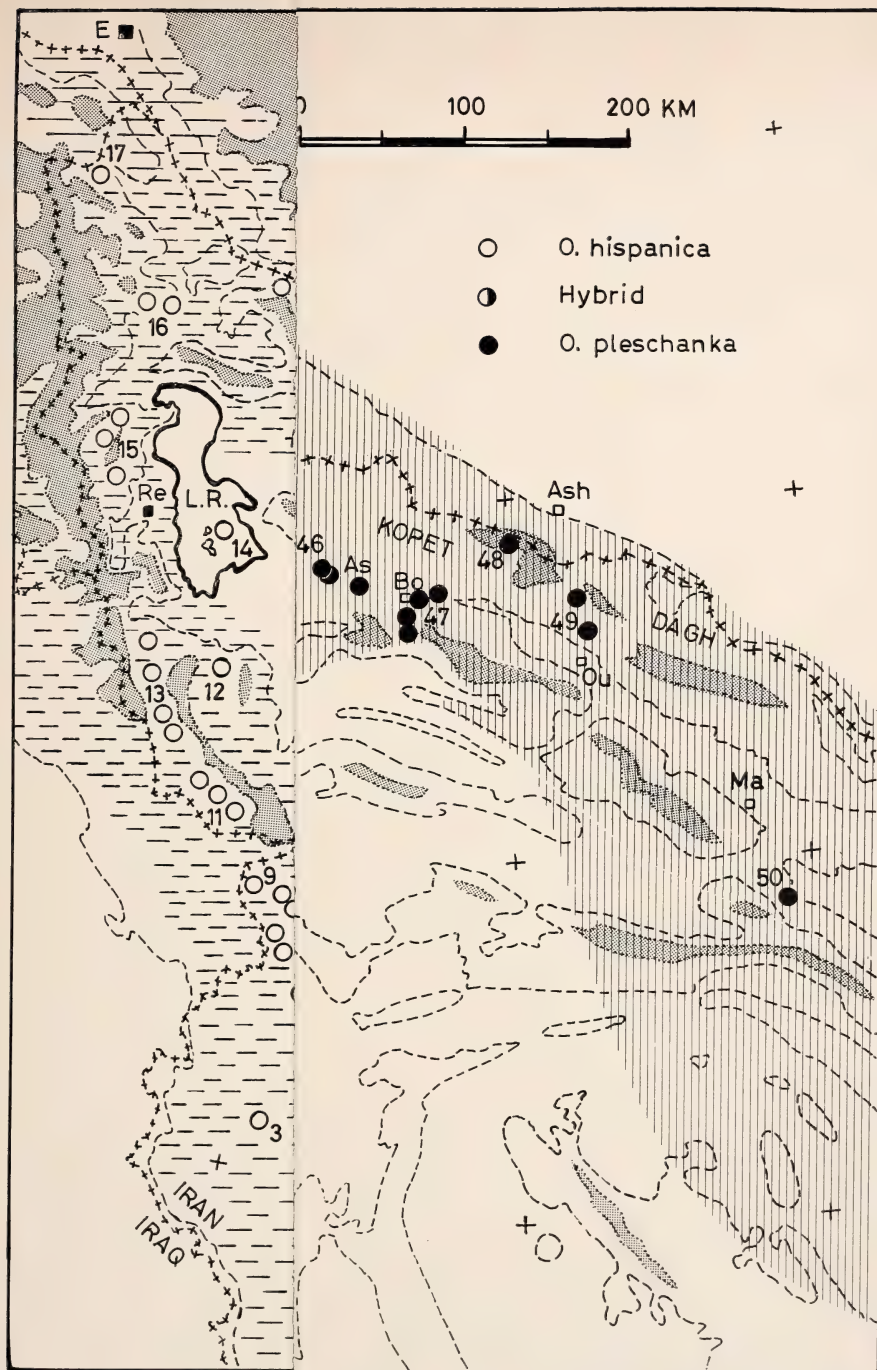 E
0 100 200 KM
17
O. hispanica
Hybrid
O. pleschanka
16
15
Re
L.R.
14
Ash
KOPET
48
46
As
Bo
47
49
DAGH
Ou
13
12
11
Ma
9
50
3
IRAN
IRAQ